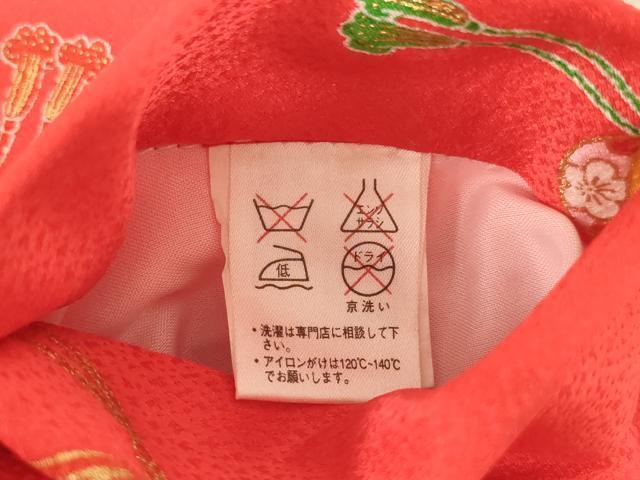 エンソ
サラシ
低
ドライ
京洗い
・洗濯は専門店に相談して下
さい。
・アイロンがけは120℃~140℃
でお願いします。